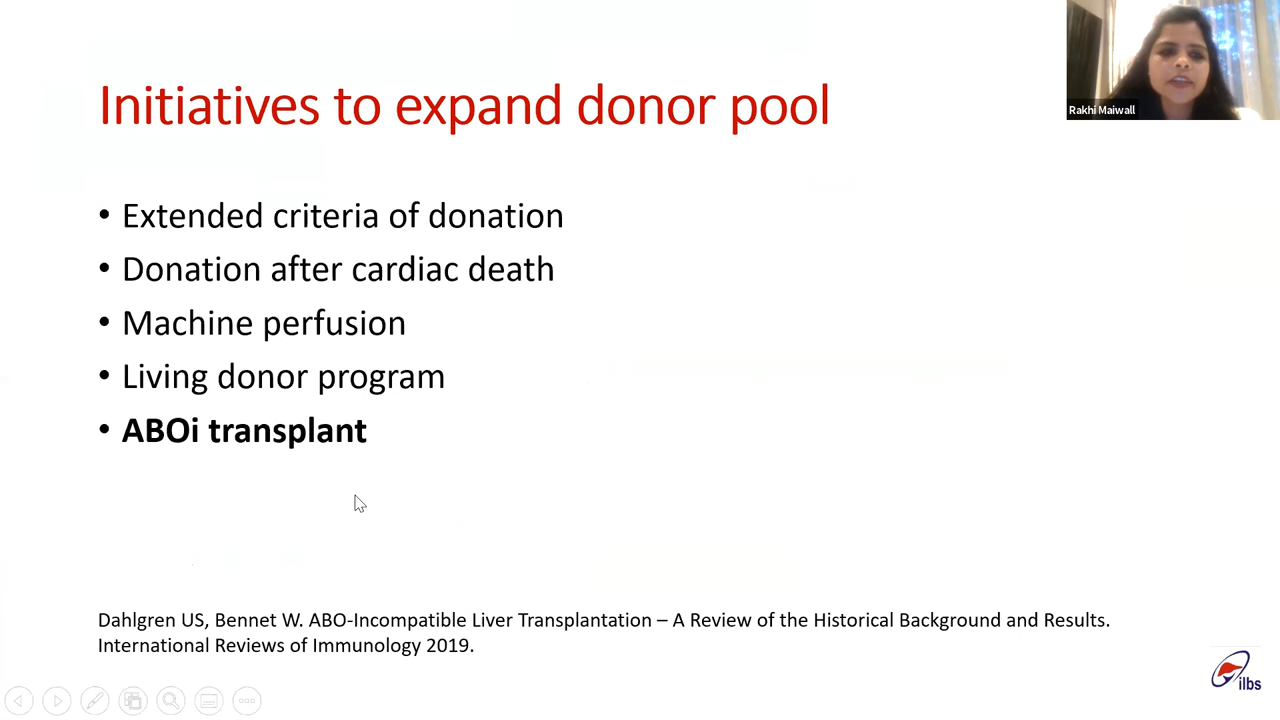 Initiatives to expand donor pool
Rakhi Maiwall
• Extended criteria of donation
• Donation after cardiac death
• Machine perfusion
• Living donor program
• ABOi transplant
Dahlgren US, Bennet W. ABO-Incompatible Liver Transplantation – A Review of the Historical Background and Results.
International Reviews of Immunology 2019.
ilbs